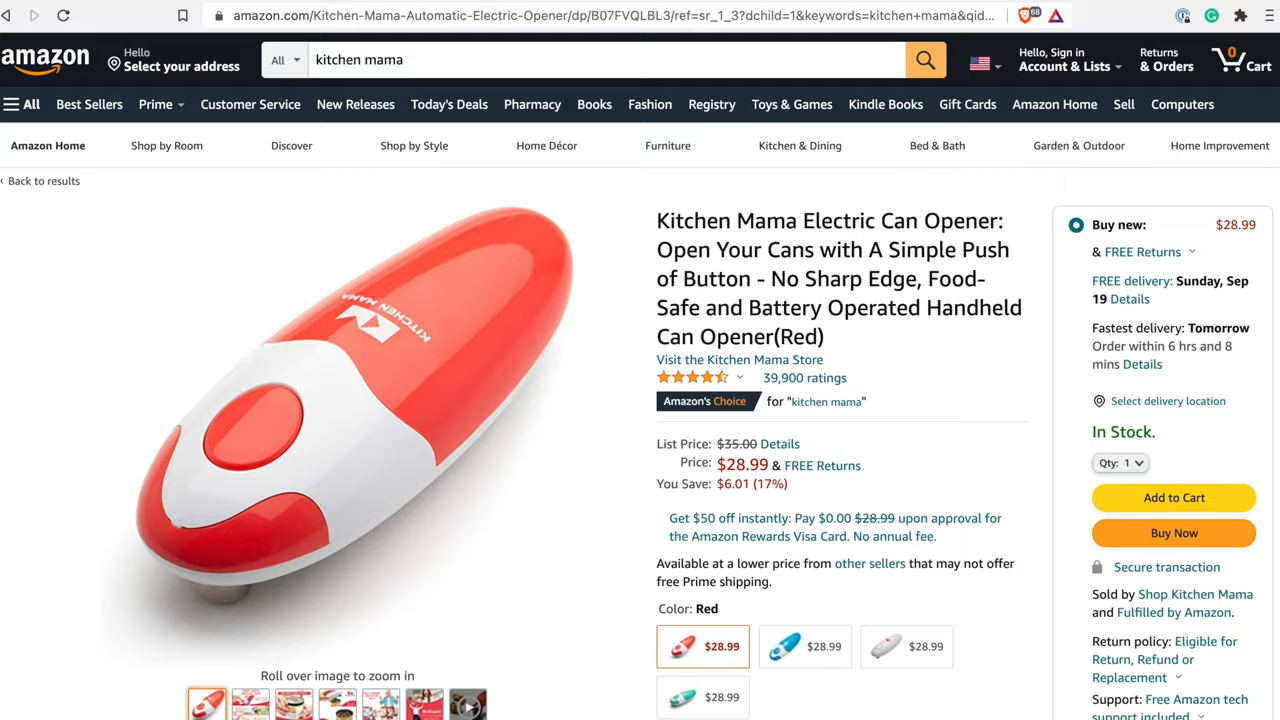 amazon.com/Kitchen-Mama-Automatic-Electric-Opener/dp/B07FVQLBL3/ref=sr_1_3?dchild=1&keywords=kitchen+mama&qid...
68
amazon
Hello
Select your address
All
kitchen mama
Hello, Sign in
Account & Lists
Returns
& Orders
0
Cart
All
Best Sellers
Prime
Customer Service
New Releases
Today's Deals
Pharmacy
Books
Fashion
Registry
Toys & Games
Kindle Books
Gift Cards
Amazon Home
Sell
Computers
Amazon Home
Shop by Room
Discover
Shop by Style
Home Décor
Furniture
Kitchen & Dining
Bed & Bath
Garden & Outdoor
Home Improvement
‹ Back to results
KITCHEN MAMA
Roll over image to zoom in
Kitchen Mama Electric Can Opener:
Open Your Cans with A Simple Push
of Button - No Sharp Edge, Food-
Safe and Battery Operated Handheld
Can Opener(Red)
Visit the Kitchen Mama Store
39,900 ratings
Amazon's Choice for "kitchen mama"
List Price: $35.00 Details
Price: $28.99 & FREE Returns
You Save: $6.01 (17%)
Get $50 off instantly: Pay $0.00 $28.99 upon approval for
the Amazon Rewards Visa Card. No annual fee.
Available at a lower price from other sellers that may not offer
free Prime shipping.
Color: Red
$28.99
$28.99
$28.99
$28.99
Buy new: $28.99
& FREE Returns
FREE delivery: Sunday, Sep
19 Details
Fastest delivery: Tomorrow
Order within 6 hrs and 8
mins Details
Select delivery location
In Stock.
Qty: 1
Add to Cart
Buy Now
Secure transaction
Sold by Shop Kitchen Mama
and Fulfilled by Amazon.
Return policy: Eligible for
Return, Refund or
Replacement
Support: Free Amazon tech
support included